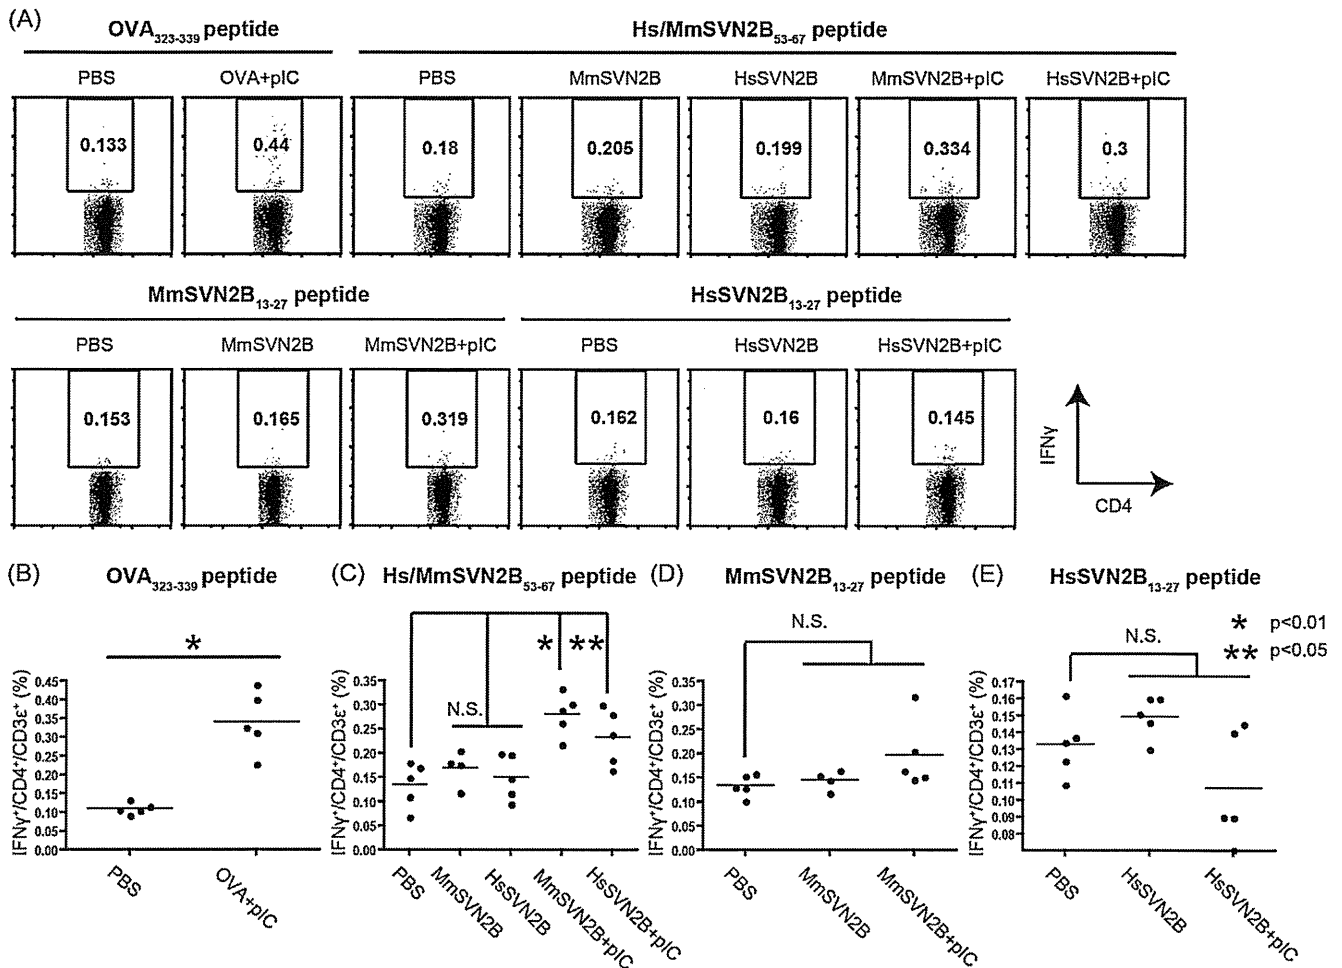 (A)
OVA323-339 peptide
Hs/MmSVN2B53-67 peptide
PBS OVA+pIC PBS MmSVN2B HsSVN2B MmSVN2B+pIC HsSVN2B+pIC
0.133 0.44 0.18 0.205 0.199 0.334 0.3
MmSVN2B13-27 peptide
HsSVN2B13-27 peptide
PBS MmSVN2B MmSVN2B+pIC PBS HsSVN2B HsSVN2B+pIC
0.153 0.165 0.319 0.162 0.16 0.145
IFNγ
CD4
(B)
OVA323-339 peptide
*
IFNγ+/CD4+/CD3ε+ (%)
0.45
0.40
0.35
0.30
0.25
0.20
0.15
0.10
0.05
0.00
PBS
OVA+pIC
(C)
Hs/MmSVN2B53-67 peptide
* **
N.S.
IFNγ+/CD4+/CD3ε+ (%)
0.35
0.30
0.25
0.20
0.15
0.10
0.05
0.00
PBS
MmSVN2B
HsSVN2B
MmSVN2B+pIC
HsSVN2B+pIC
(D)
MmSVN2B13-27 peptide
N.S.
IFNγ+/CD4+/CD3ε+ (%)
0.35
0.30
0.25
0.20
0.15
0.10
0.05
0.00
PBS
MmSVN2B
MmSVN2B+pIC
(E)
HsSVN2B13-27 peptide
* p<0.01
** p<0.05
N.S.
IFNγ+/CD4+/CD3ε+ (%)
0.17
0.16
0.15
0.14
0.13
0.12
0.11
0.10
0.09
0.08
PBS
HsSVN2B
HsSVN2B+pIC